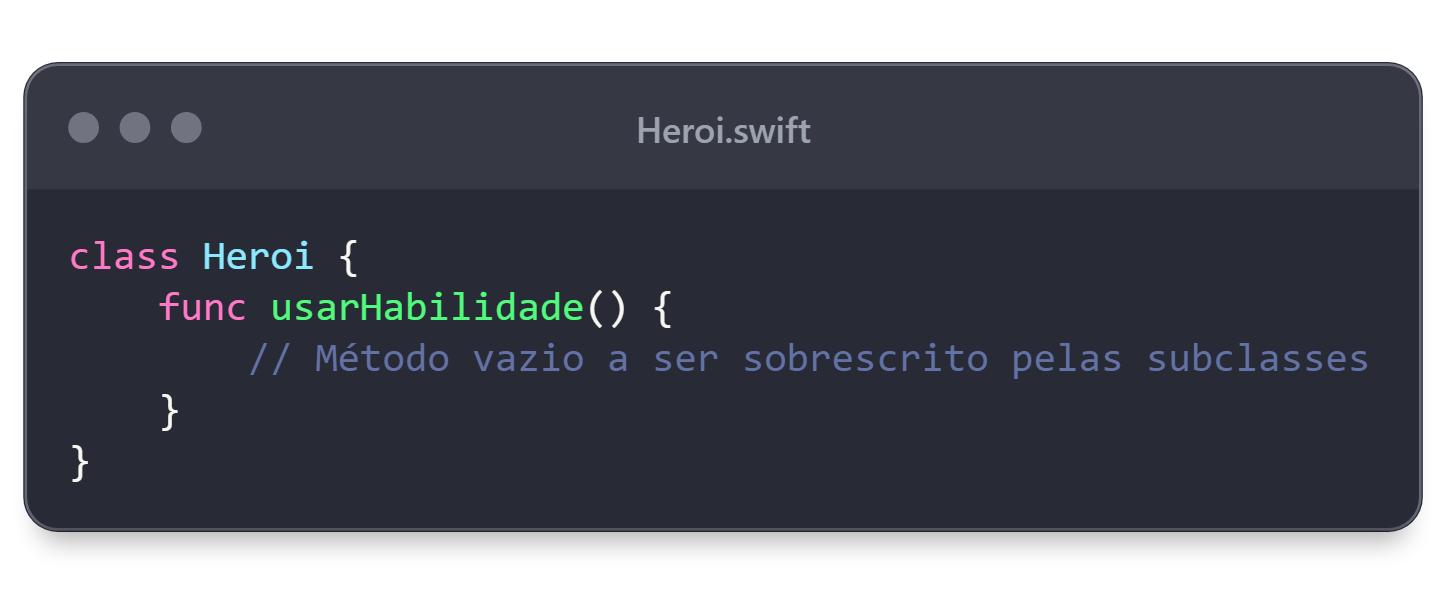 Heroi.swift
class Heroi {
    func usarHabilidade() {
        // Método vazio a ser sobrescrito pelas subclasses
    }
}